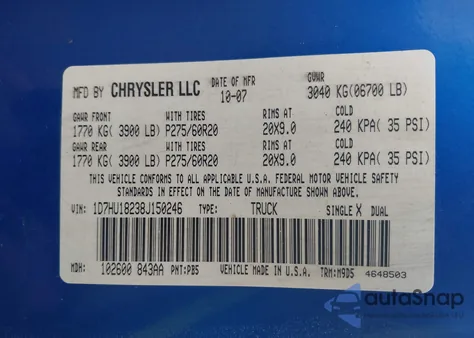 MFD BY CHRYSLER LLC DATE OF MFR 10-07 GVWR 3040 KG(06700 LB)
GAWR FRONT WITH TIRES RIMS AT COLD
1770 KG( 3900 LB) P275/60R20 20X9.0 240 KPA( 35 PSI)
GAWR REAR WITH TIRES RIMS AT COLD
1770 KG( 3900 LB) P275/60R20 20X9.0 240 KPA( 35 PSI)
THIS VEHICLE CONFORMS TO ALL APPLICABLE U.S.A. FEDERAL MOTOR VEHICLE SAFETY
STANDARDS IN EFFECT ON THE DATE OF MANUFACTURE SHOWN ABOVE.
VIN: 1D7HU18238J150246 TYPE: TRUCK SINGLE X DUAL
MDH: 102600 843AA PNT:PB5 VEHICLE MADE IN U.S.A. TRM:M9D5 4648503
autoSnap